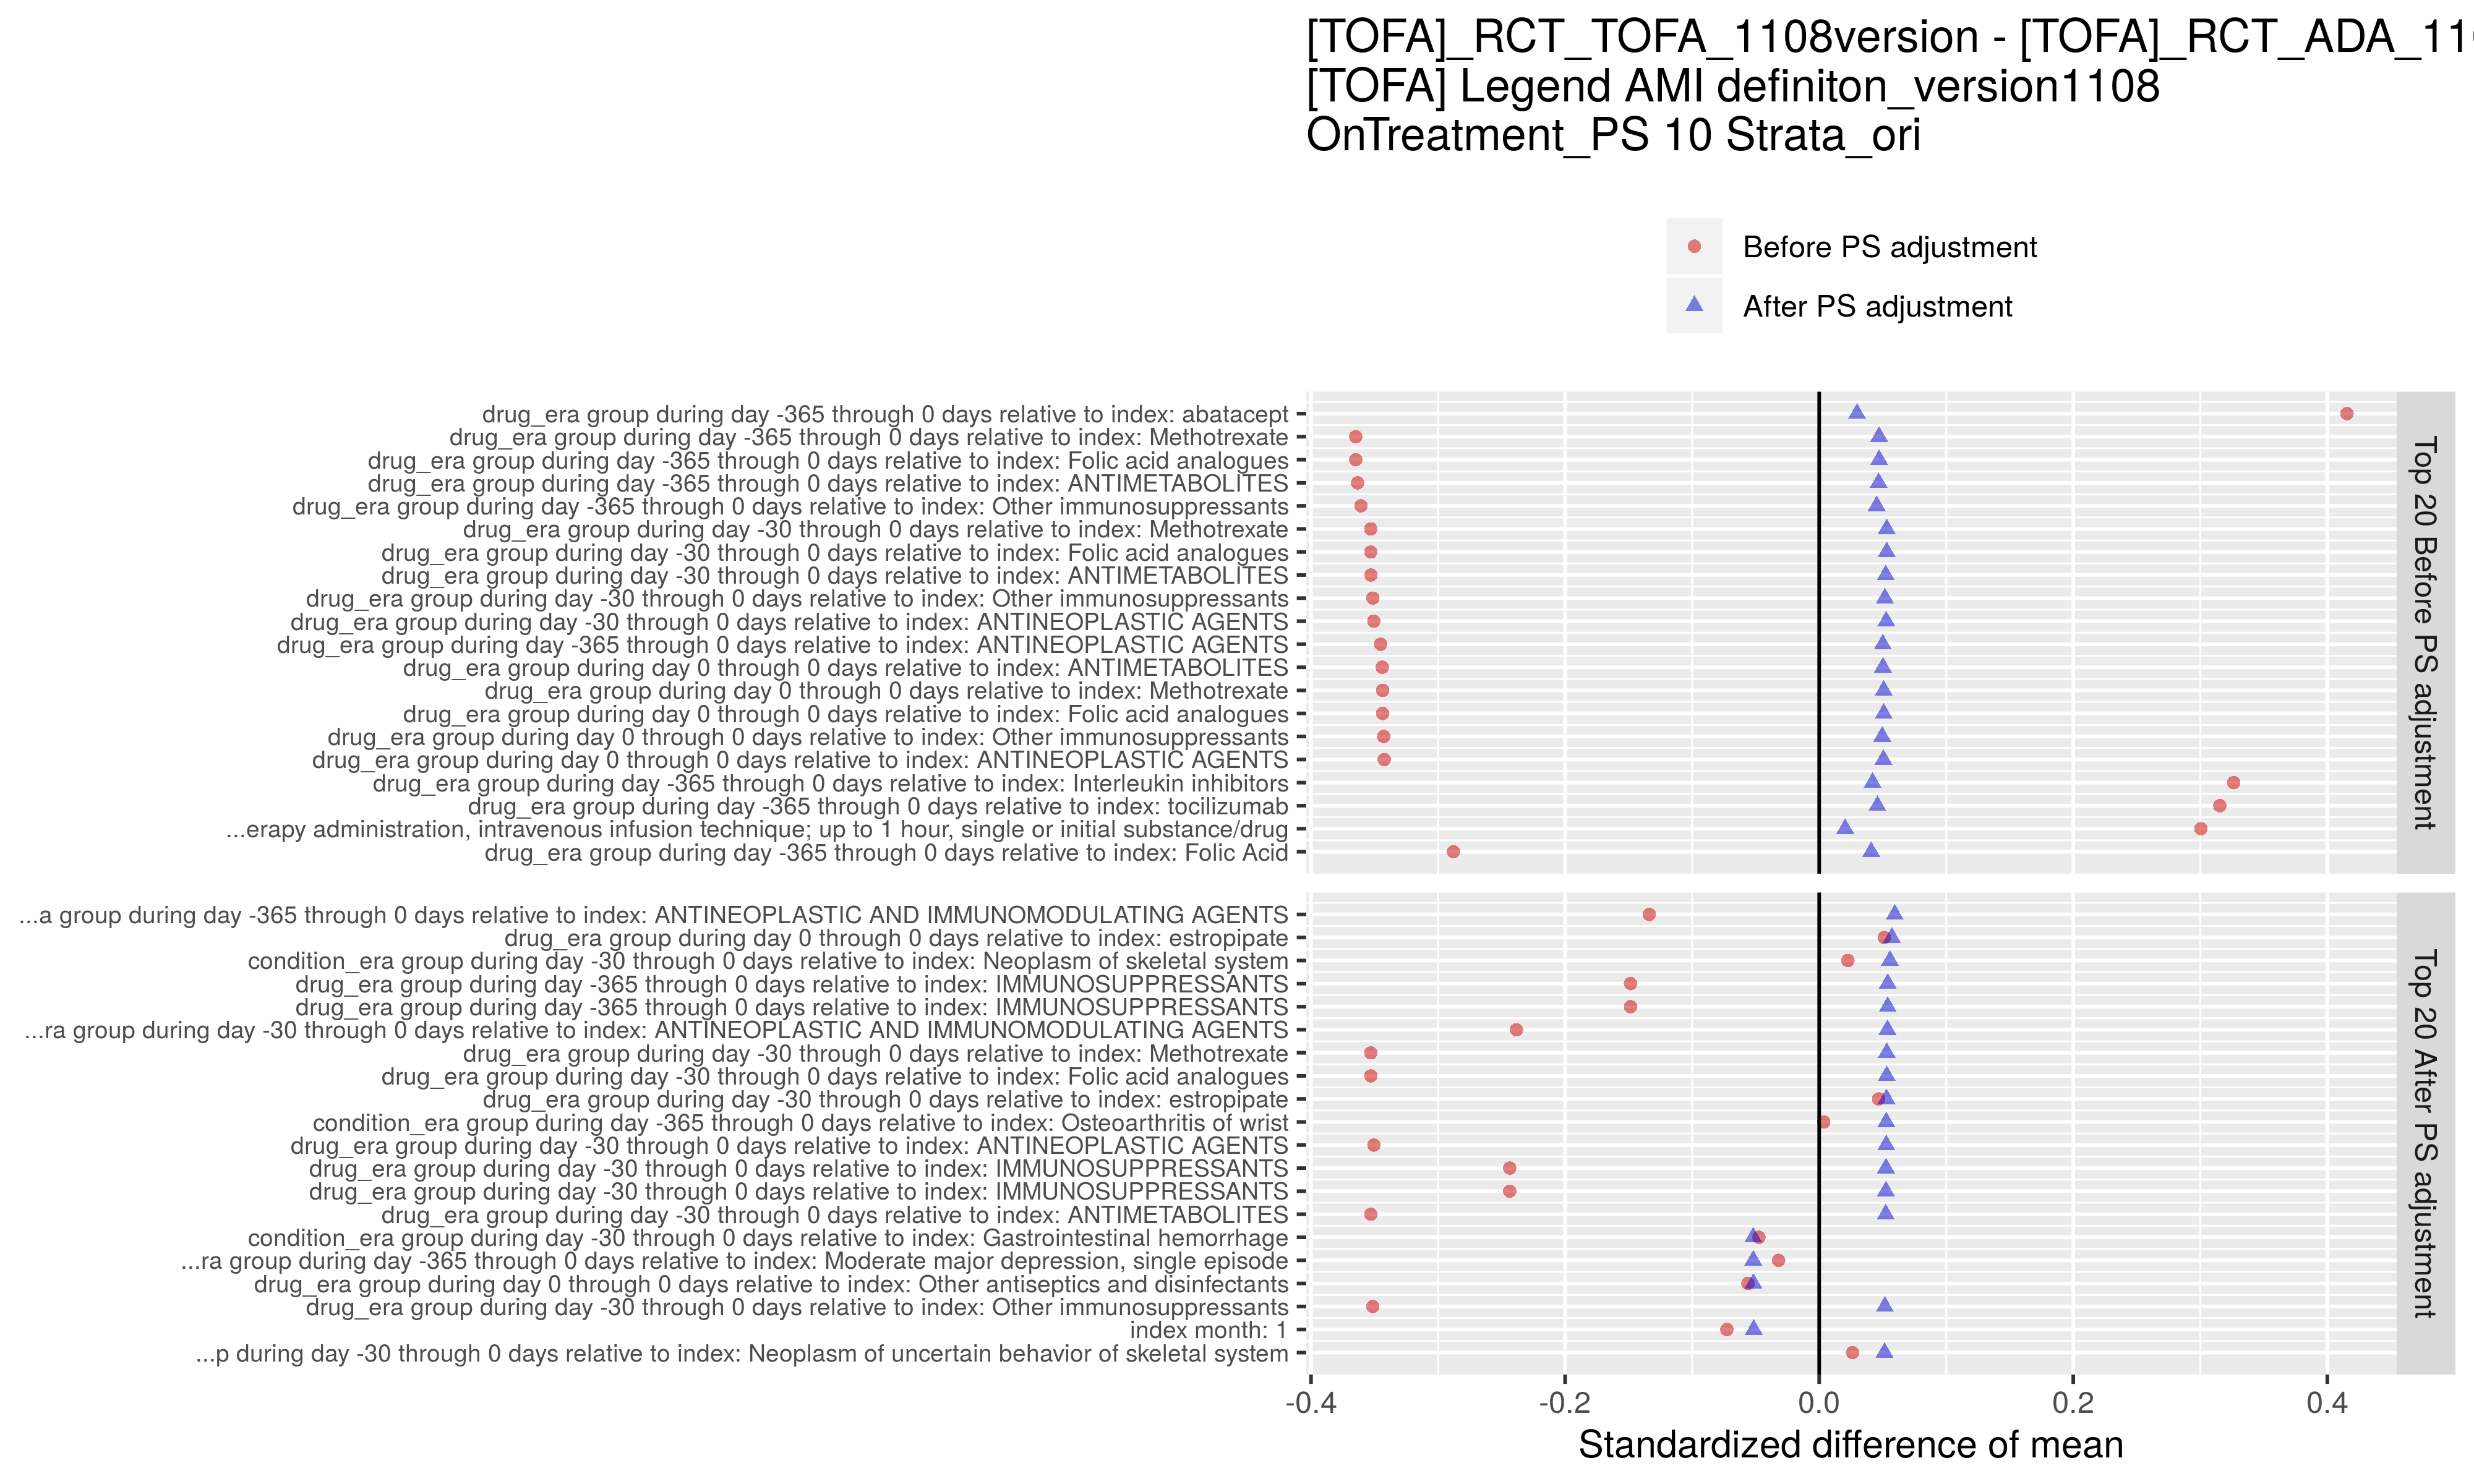 [TOFA]_RCT_TOFA_1108version - [TOFA]_RCT_ADA_11
[TOFA] Legend AMI definiton_version1108
OnTreatment_PS 10 Strata_ori
Before PS adjustment
After PS adjustment
drug_era group during day -365 through 0 days relative to index: abatacept
drug_era group during day -365 through 0 days relative to index: Methotrexate
drug_era group during day -365 through 0 days relative to index: Folic acid analogues
drug_era group during day -365 through 0 days relative to index: ANTIMETABOLITES
drug_era group during day -365 through 0 days relative to index: Other immunosuppressants
drug_era group during day -30 through 0 days relative to index: Methotrexate
drug_era group during day -30 through 0 days relative to index: Folic acid analogues
drug_era group during day -30 through 0 days relative to index: ANTIMETABOLITES
drug_era group during day -30 through 0 days relative to index: Other immunosuppressants
drug_era group during day -30 through 0 days relative to index: ANTINEOPLASTIC AGENTS
drug_era group during day -365 through 0 days relative to index: ANTINEOPLASTIC AGENTS
drug_era group during day 0 through 0 days relative to index: ANTIMETABOLITES
drug_era group during day 0 through 0 days relative to index: Methotrexate
drug_era group during day 0 through 0 days relative to index: Folic acid analogues
drug_era group during day 0 through 0 days relative to index: Other immunosuppressants
drug_era group during day 0 through 0 days relative to index: ANTINEOPLASTIC AGENTS
drug_era group during day -365 through 0 days relative to index: Interleukin inhibitors
drug_era group during day -365 through 0 days relative to index: tocilizumab
...erapy administration, intravenous infusion technique; up to 1 hour, single or initial substance/drug
drug_era group during day -365 through 0 days relative to index: Folic Acid
Top 20 Before PS adjustment
...a group during day -365 through 0 days relative to index: ANTINEOPLASTIC AND IMMUNOMODULATING AGENTS
drug_era group during day 0 through 0 days relative to index: estropipate
condition_era group during day -30 through 0 days relative to index: Neoplasm of skeletal system
drug_era group during day -365 through 0 days relative to index: IMMUNOSUPPRESSANTS
drug_era group during day -365 through 0 days relative to index: IMMUNOSUPPRESSANTS
...ra group during day -30 through 0 days relative to index: ANTINEOPLASTIC AND IMMUNOMODULATING AGENTS
drug_era group during day -30 through 0 days relative to index: Methotrexate
drug_era group during day -30 through 0 days relative to index: Folic acid analogues
drug_era group during day -30 through 0 days relative to index: estropipate
condition_era group during day -365 through 0 days relative to index: Osteoarthritis of wrist
drug_era group during day -30 through 0 days relative to index: ANTINEOPLASTIC AGENTS
drug_era group during day -30 through 0 days relative to index: IMMUNOSUPPRESSANTS
drug_era group during day -30 through 0 days relative to index: IMMUNOSUPPRESSANTS
drug_era group during day -30 through 0 days relative to index: ANTIMETABOLITES
condition_era group during day -30 through 0 days relative to index: Gastrointestinal hemorrhage
...ra group during day -365 through 0 days relative to index: Moderate major depression, single episode
drug_era group during day 0 through 0 days relative to index: Other antiseptics and disinfectants
drug_era group during day -30 through 0 days relative to index: Other immunosuppressants
index month: 1
...p during day -30 through 0 days relative to index: Neoplasm of uncertain behavior of skeletal system
Top 20 After PS adjustment
-0.4 -0.2 0.0 0.2 0.4
Standardized difference of mean